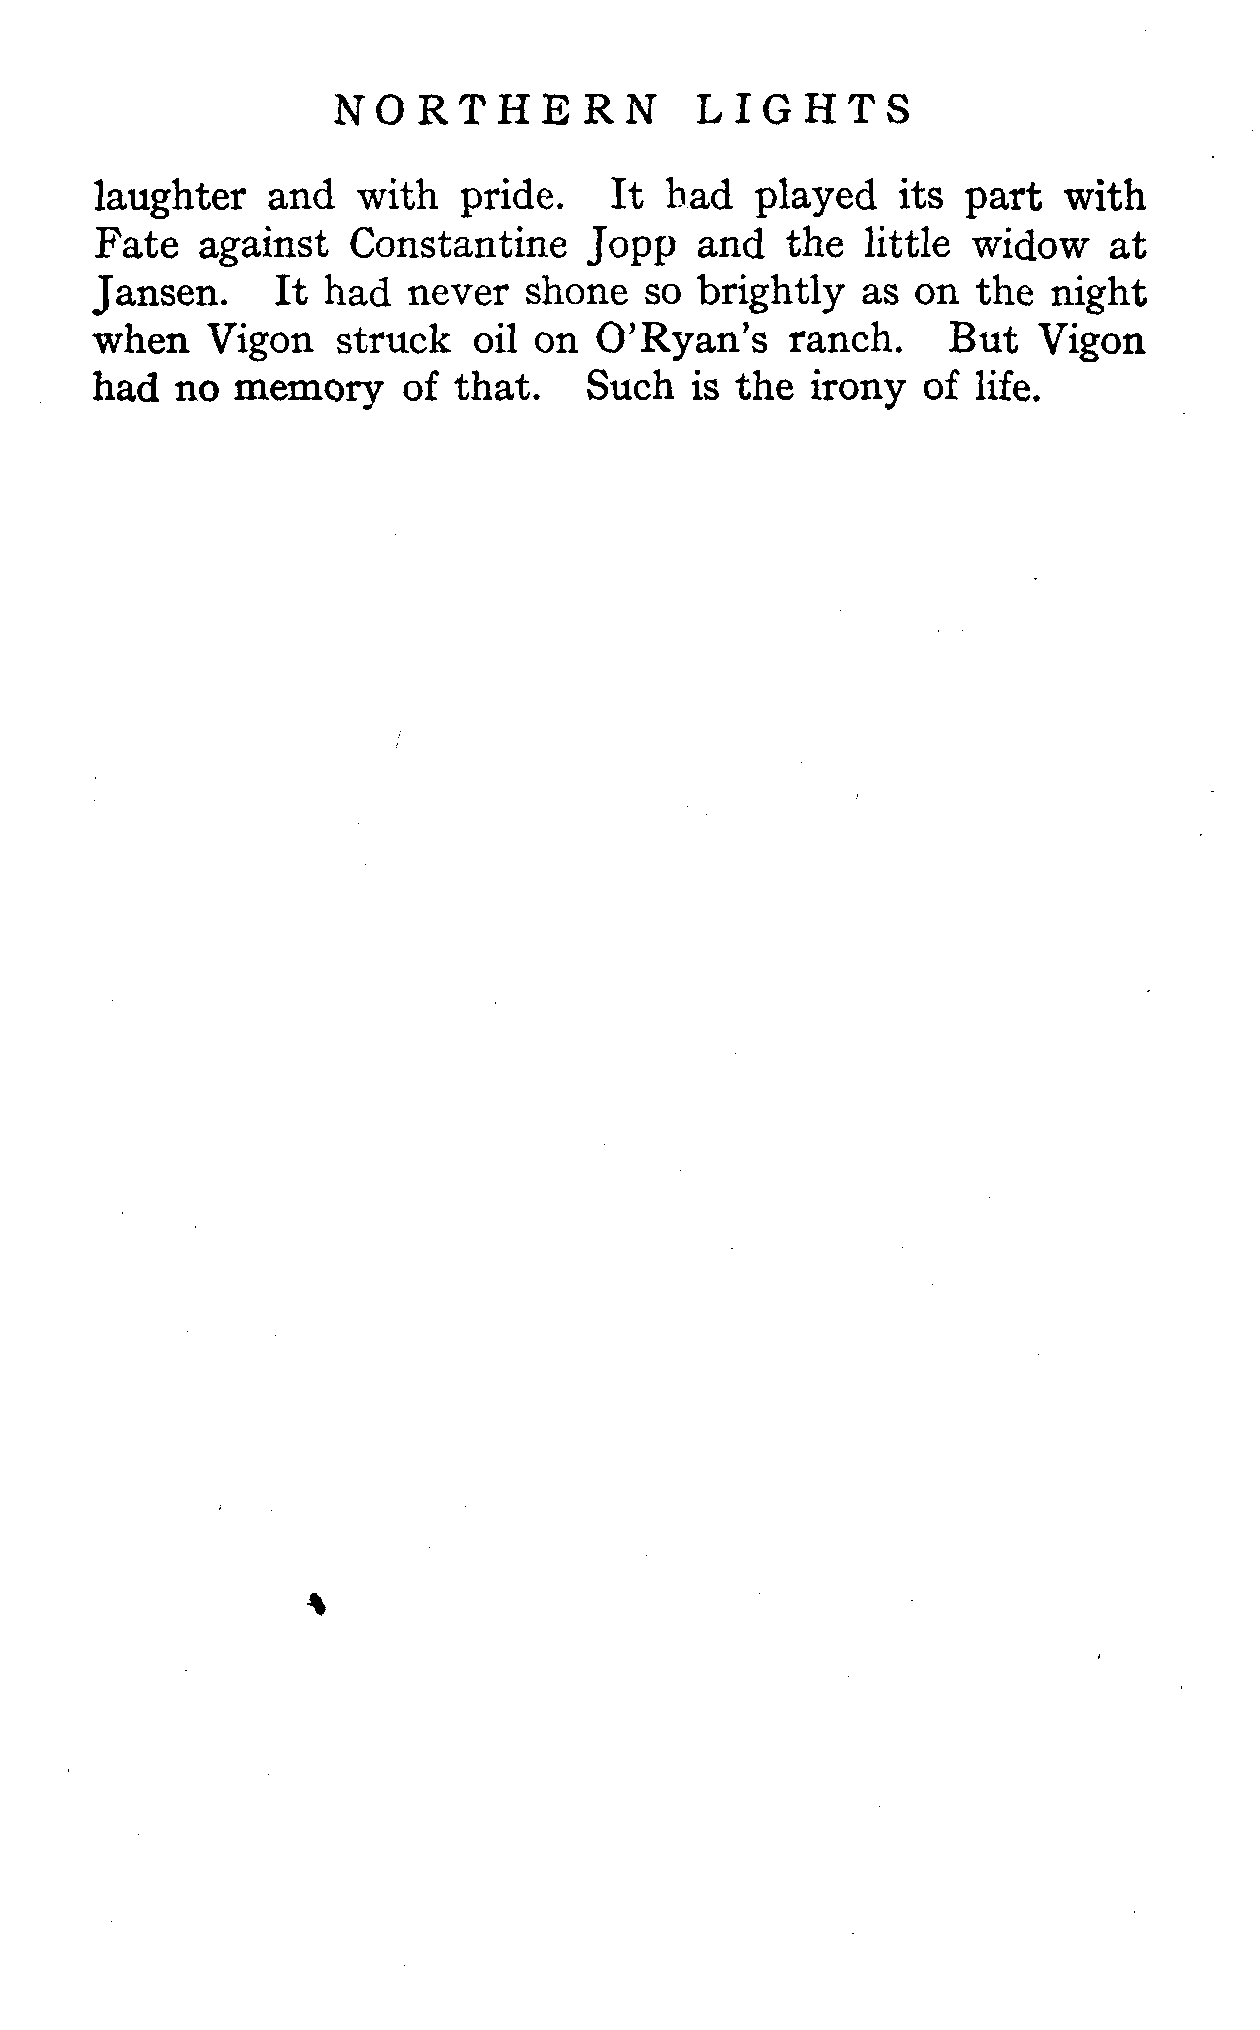 NORTHERN LIGHTS
laughter and with pride. It had played its part with
Fate against Constantine Jopp and the little widow at
Jansen. It had never shone so brightly as on the night
when Vigon struck oil on O'Ryan's ranch. But Vigon
had no memory of that. Such is the irony of life.